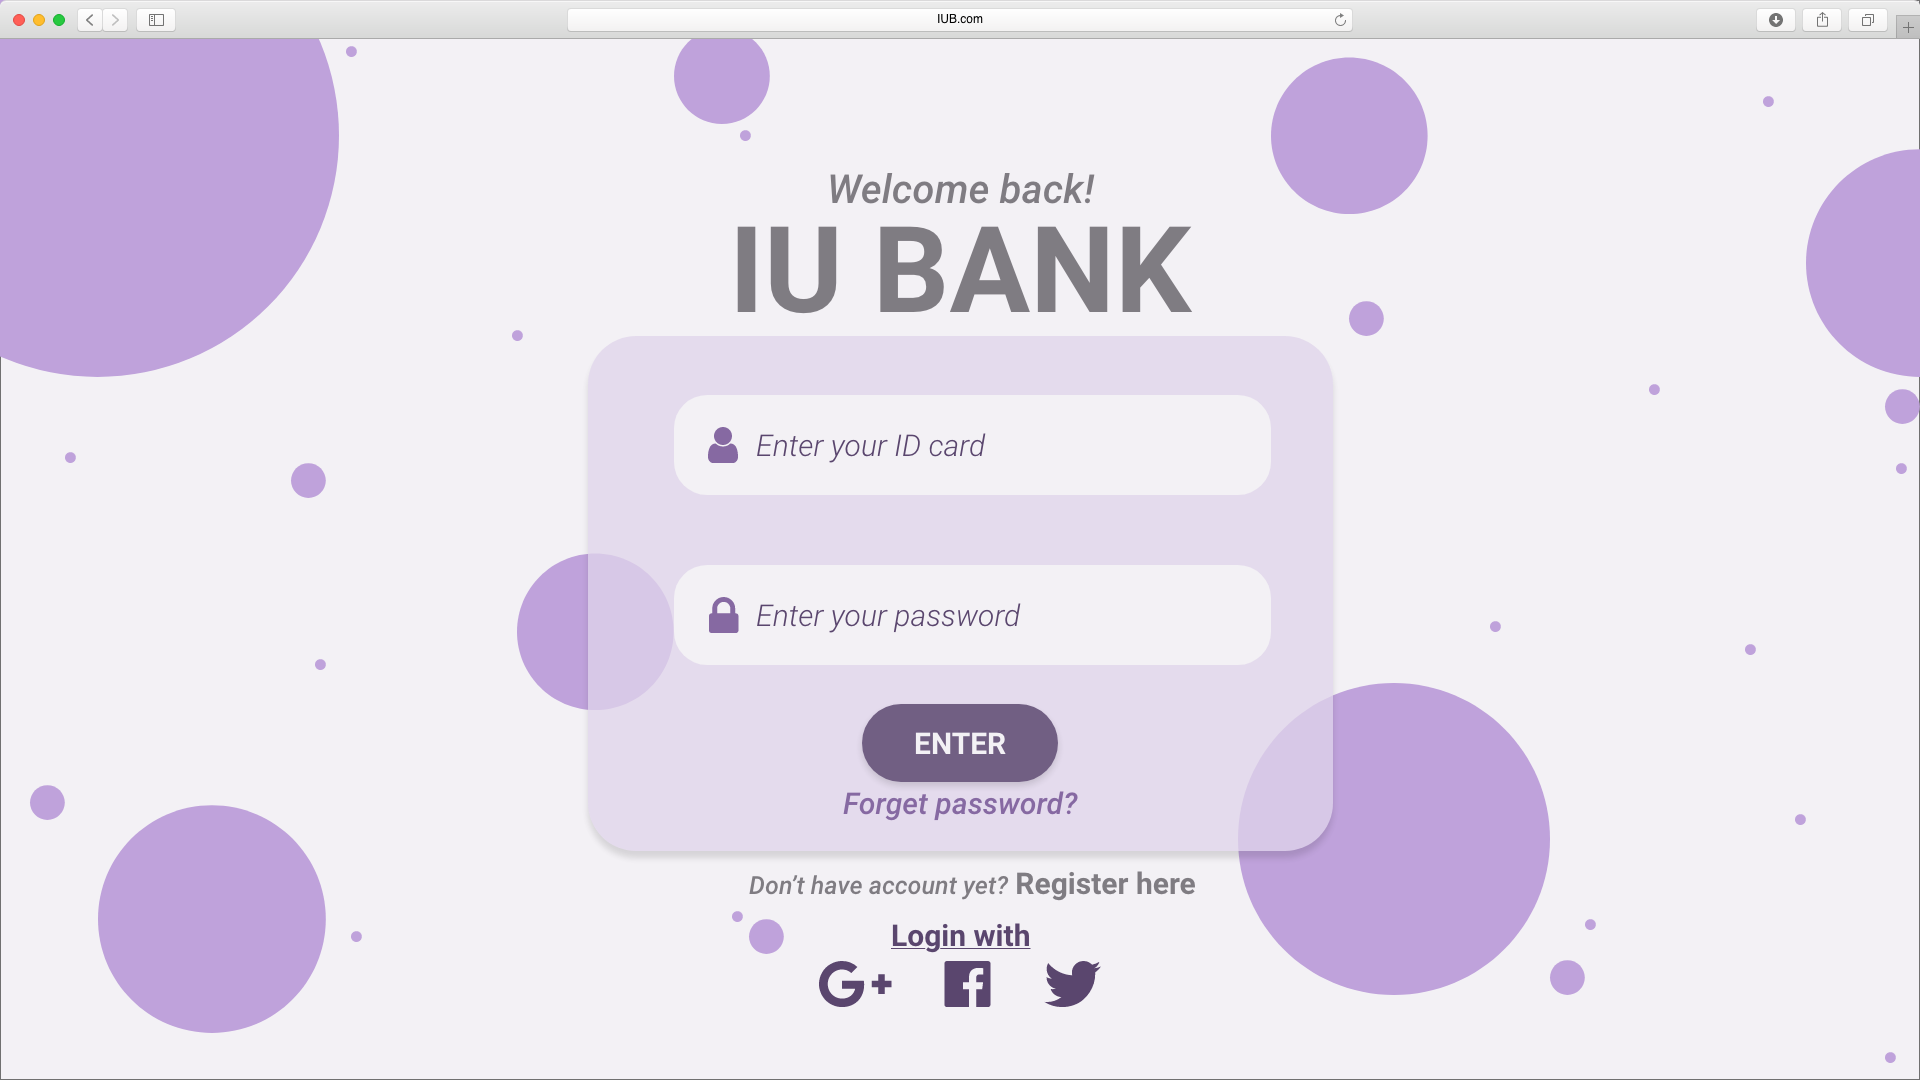 IUB.com
Welcome back!
IU BANK
Enter your ID card
Enter your password
ENTER
Forget password?
Don’t have account yet? Register here
Login with